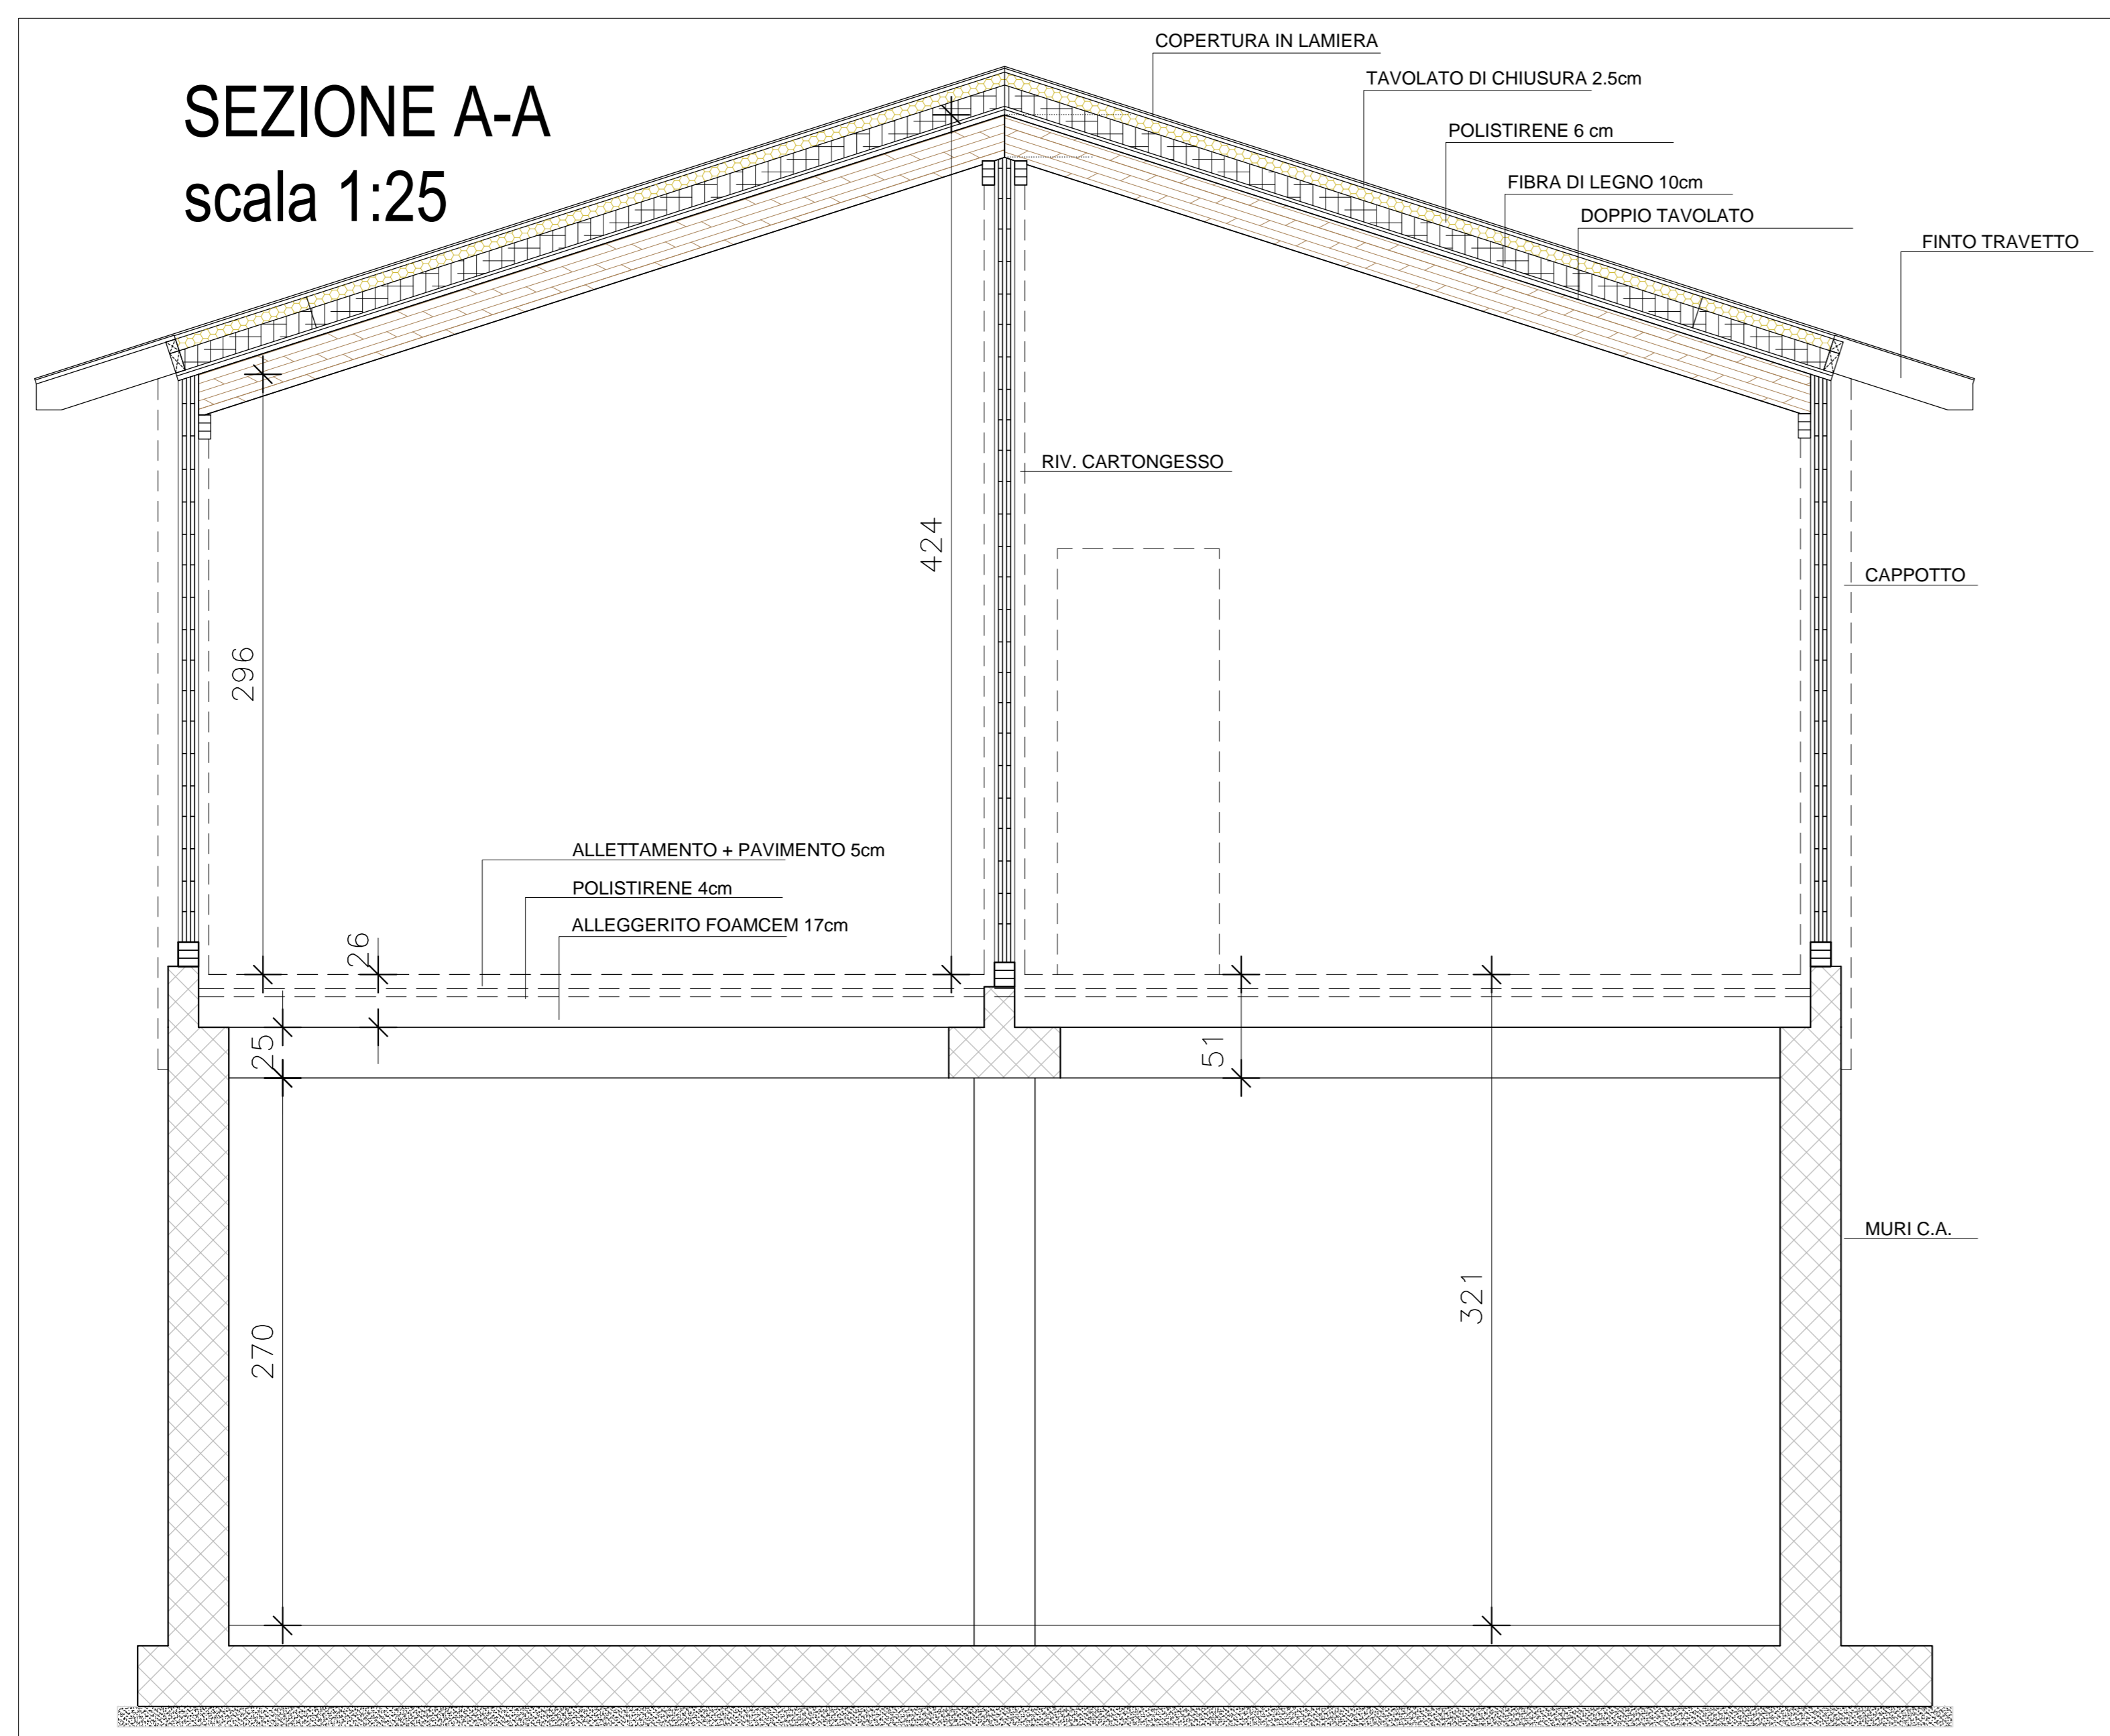 SEZIONE A-A
scala 1:25
COPERTURA IN LAMIERA
TAVOLATO DI CHIUSURA 2.5cm
POLISTIRENE 6 cm
FIBRA DI LEGNO 10cm
DOPPIO TAVOLATO
FINTO TRAVETTO
RIV. CARTONGESSO
424
CAPPOTTO
296
ALLETTAMENTO + PAVIMENTO 5cm
POLISTIRENE 4cm
ALLEGGERITO FOAMCEM 17cm
26
25
51
MURI C.A.
321
270